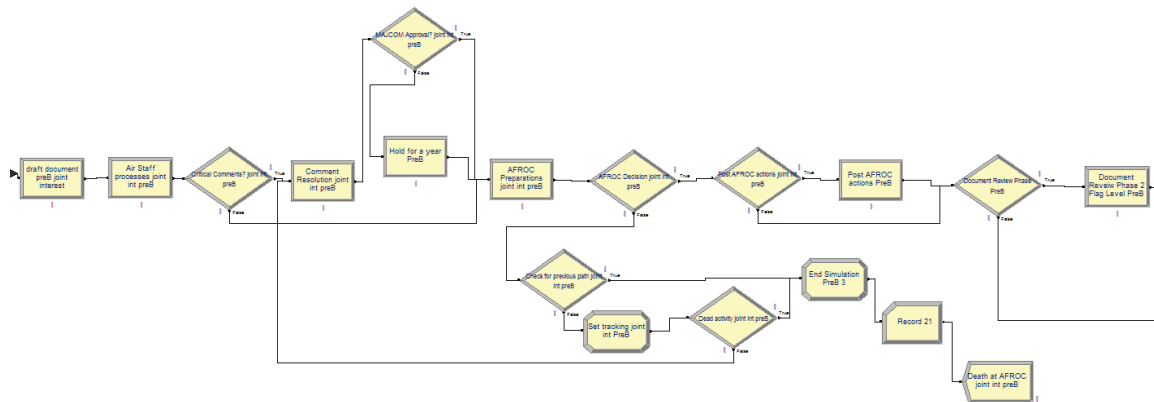 MAJCOM Approval? joint int
preB
True
False
Hold for a year
PreB
draft document
preB joint
interest
Air Staff
processes joint
int preB
Critical Comments? joint int
preB
True
False
Comment
Resolution joint
int preB
AFROC
Preparations
joint int preB
AFROC Decision joint int
preB
True
False
Post AFROC actions joint int
preB
True
False
Post AFROC
actions PreB
Document Review Phase
PreB
True
False
Document
Reveiw Phase 2
Flag Level PreB
Check for previous path joint
int preB
True
False
Set tracking joint
int PreB
Dead activity joint int preB
True
False
End Simulation
PreB 3
Record 21
Death at AFROC
joint int preB